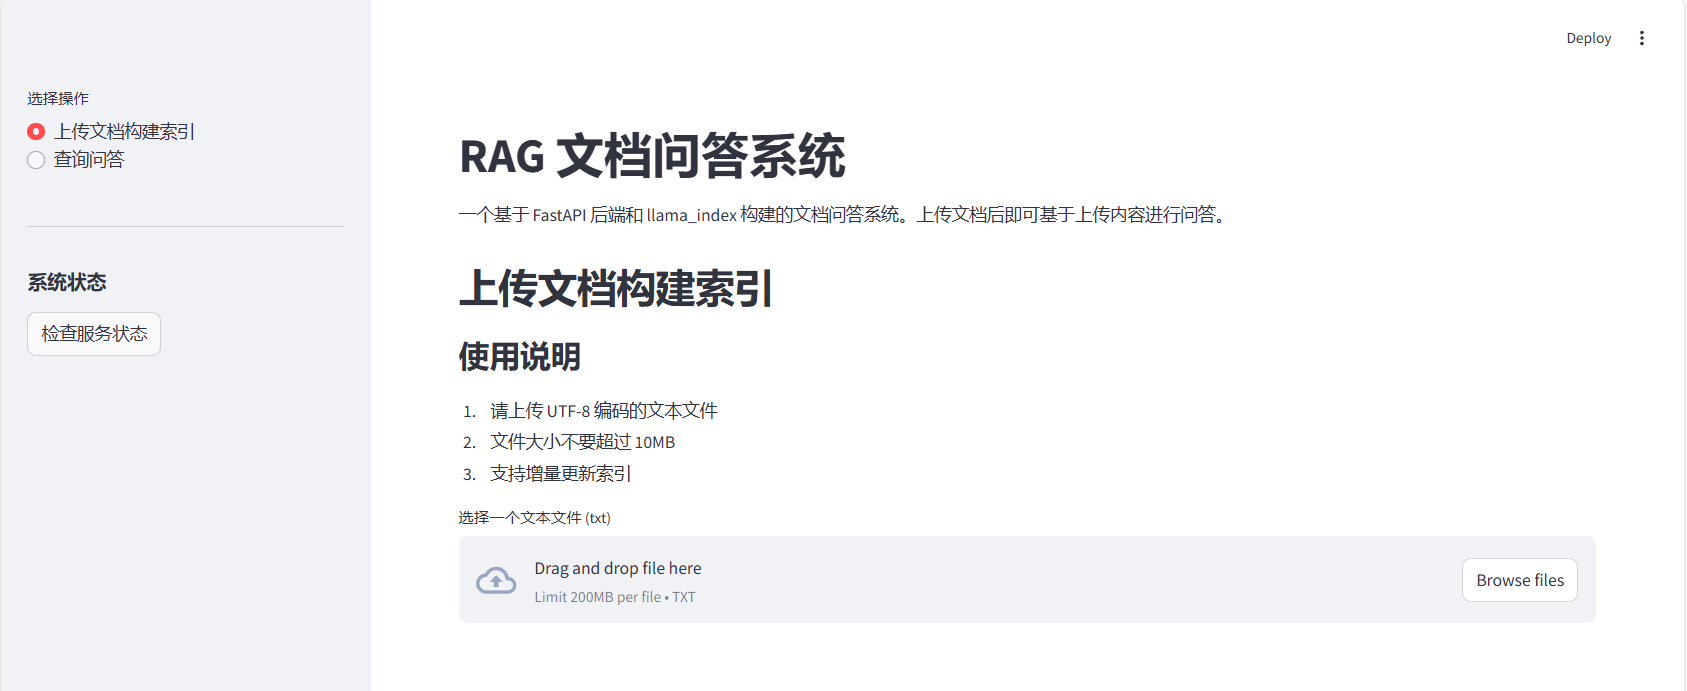 Deploy
选择操作
上传文档构建索引
查询问答
系统状态
检查服务状态
RAG 文档问答系统
一个基于 FastAPI 后端和 llama_index 构建的文档问答系统。上传文档后即可基于上传内容进行问答。
上传文档构建索引
使用说明
1. 请上传 UTF-8 编码的文本文件
2. 文件大小不要超过 10MB
3. 支持增量更新索引
选择一个文本文件 (txt)
Drag and drop file here
Limit 200MB per file • TXT
Browse files